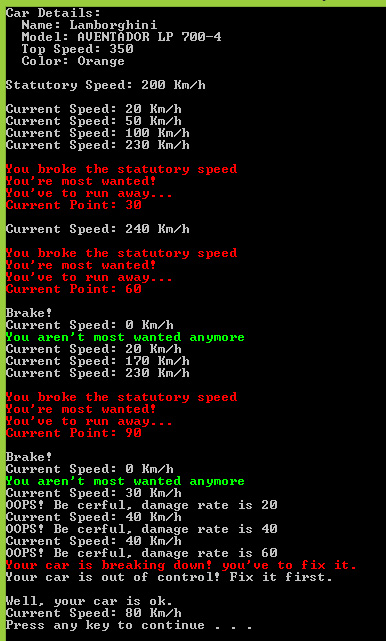 Car Details:
Name: Lamborghini
Model: AVENTADOR LP 700-4
Top Speed: 350
Color: Orange
Statutory Speed: 200 Km/h
Current Speed: 20 Km/h
Current Speed: 50 Km/h
Current Speed: 100 Km/h
Current Speed: 230 Km/h
You broke the statutory speed
You're most wanted!
You've to run away...
Current Point: 30
Current Speed: 240 Km/h
You broke the statutory speed
You're most wanted!
You've to run away...
Current Point: 60
Brake!
Current Speed: 0 Km/h
You aren't most wanted anymore
Current Speed: 20 Km/h
Current Speed: 170 Km/h
Current Speed: 230 Km/h
You broke the statutory speed
You're most wanted!
You've to run away...
Current Point: 90
Brake!
Current Speed: 0 Km/h
You aren't most wanted anymore
Current Speed: 30 Km/h
OOPS! Be cerful, damage rate is 20
Current Speed: 40 Km/h
OOPS! Be cerful, damage rate is 40
Current Speed: 40 Km/h
OOPS! Be cerful, damage rate is 60
Your car is breaking down! you've to fix it.
Your car is out of control! Fix it first.
Well, your car is ok.
Current Speed: 80 Km/h
Press any key to continue . . .